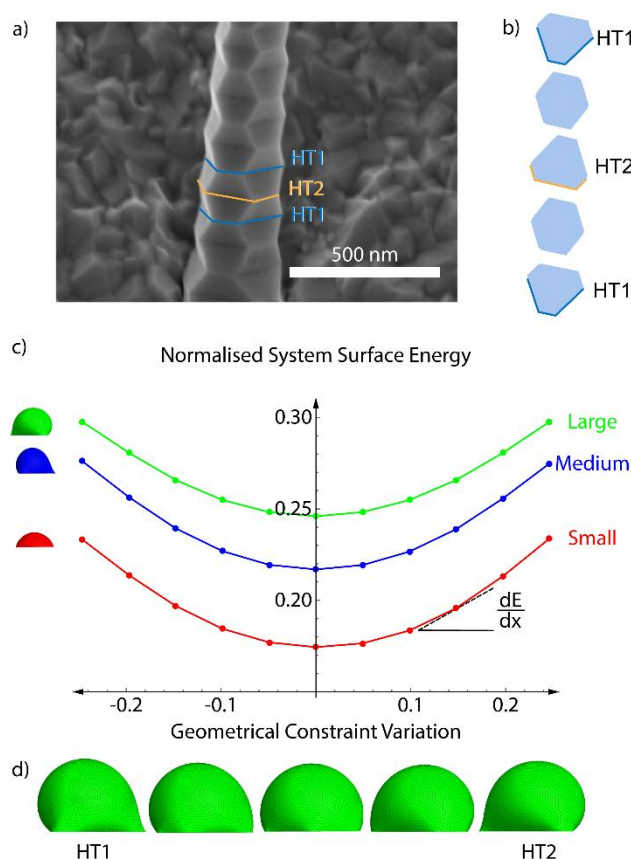 a)
HT1
HT2
HT1
500 nm
b)
HT1
HT2
HT1
c)
Normalised System Surface Energy
0.30
Large
Medium
0.25
Small
0.20
dE
dx
-0.2
-0.1
0.1
0.2
Geometrical Constraint Variation
d)
HT1
HT2